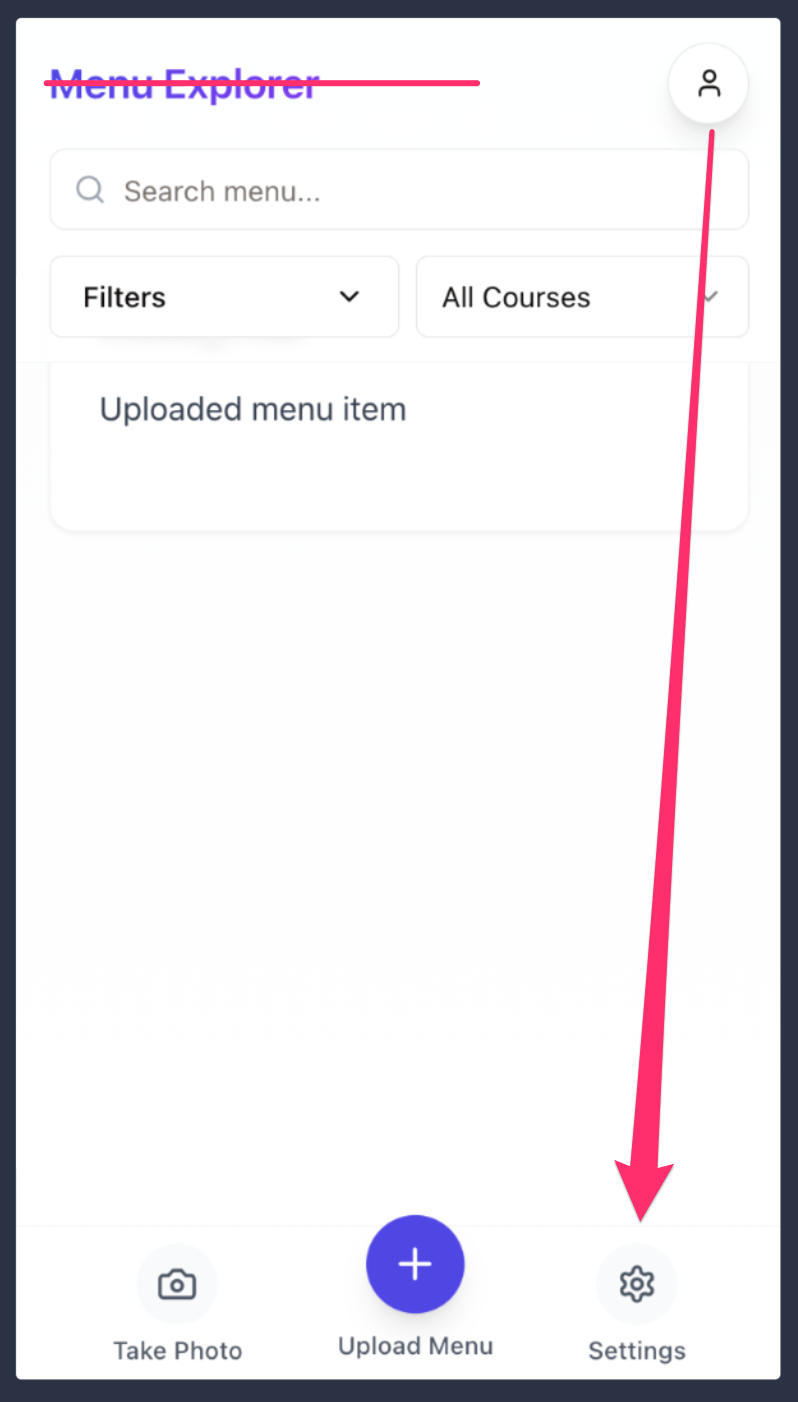 Menu Explorer
Search menu...
Filters
All Courses
Uploaded menu item
Take Photo
Upload Menu
Settings